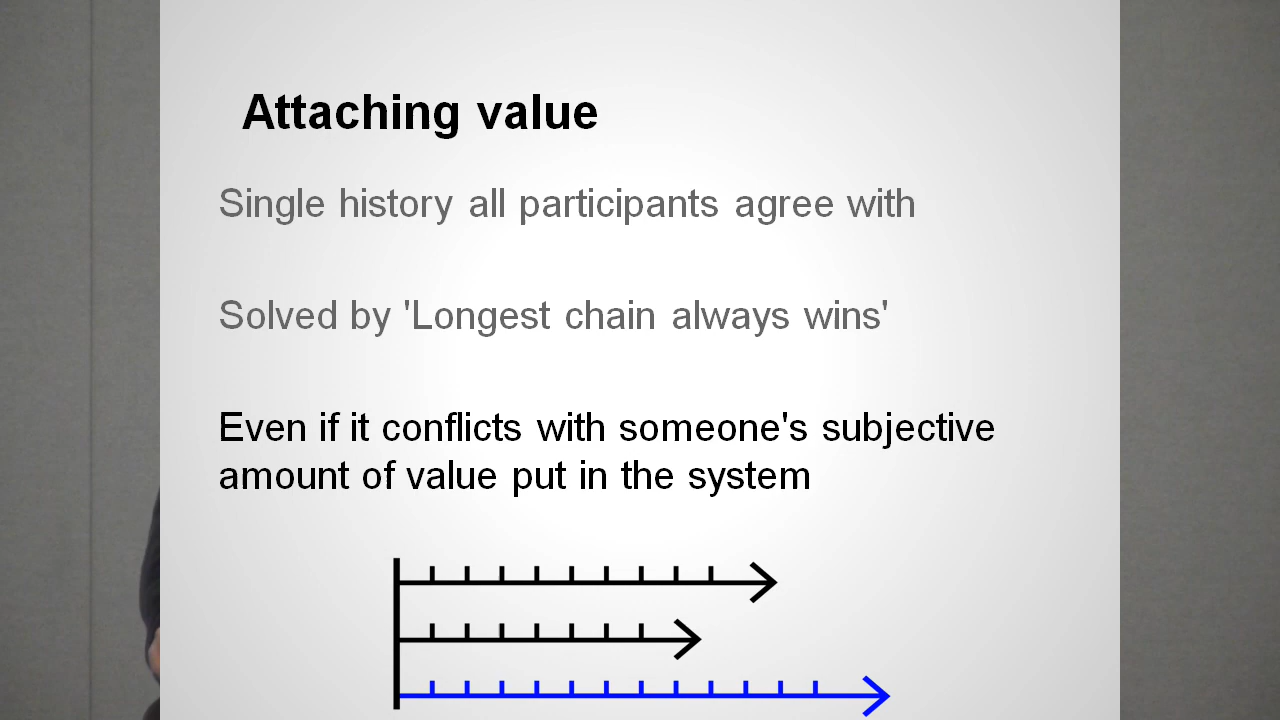 Attaching value
Single history all participants agree with
Solved by 'Longest chain always wins'
Even if it conflicts with someone's subjective
amount of value put in the system